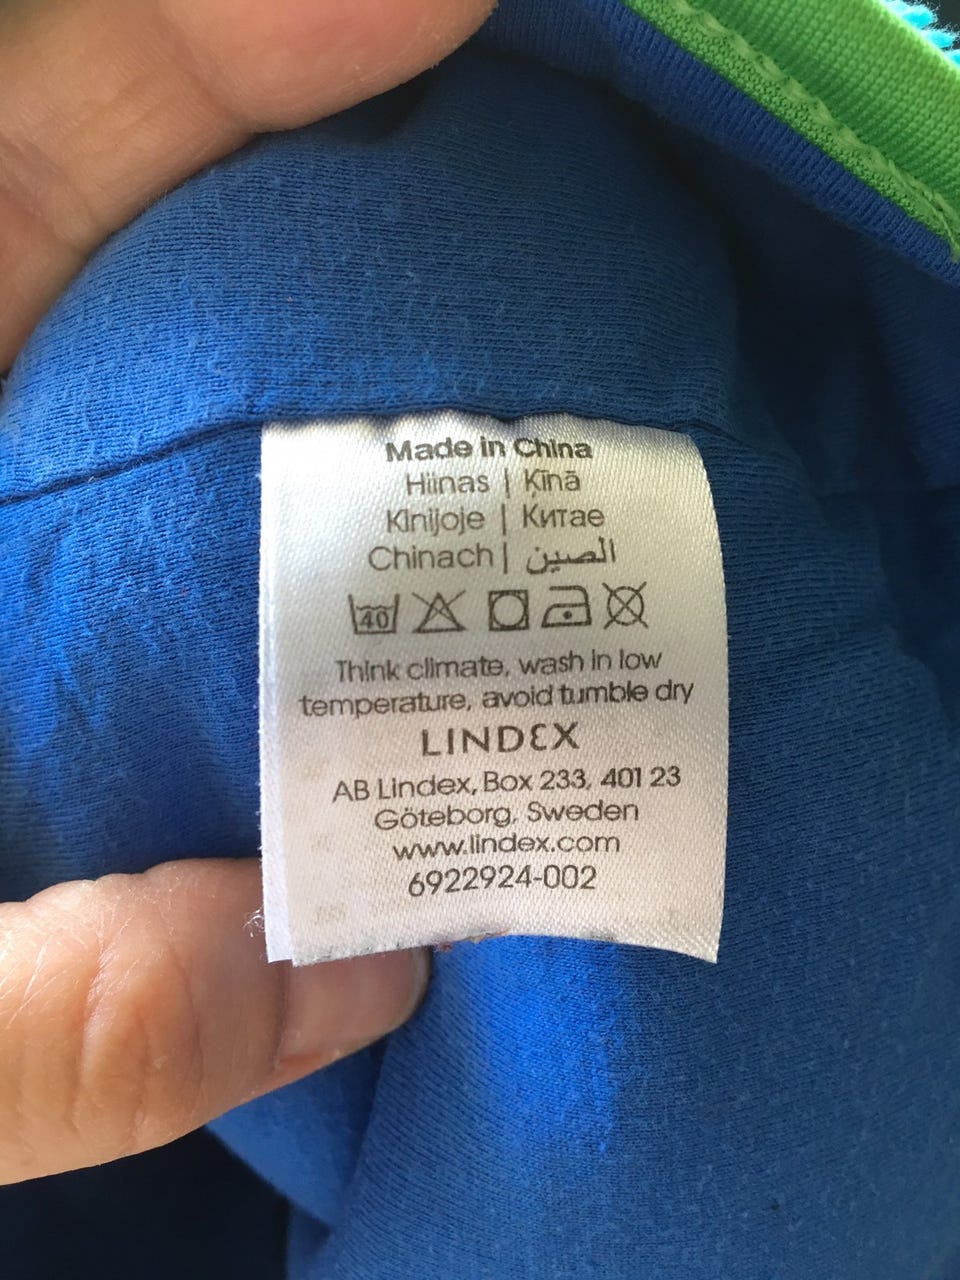 Made in China
Hiinas | Ķīnā
Kinijoje | Китае
Chinach | الصين
40
Think climate, wash in low
temperature, avoid tumble dry
LINDEX
AB Lindex, Box 233, 401 23
Göteborg, Sweden
www.lindex.com
6922924-002